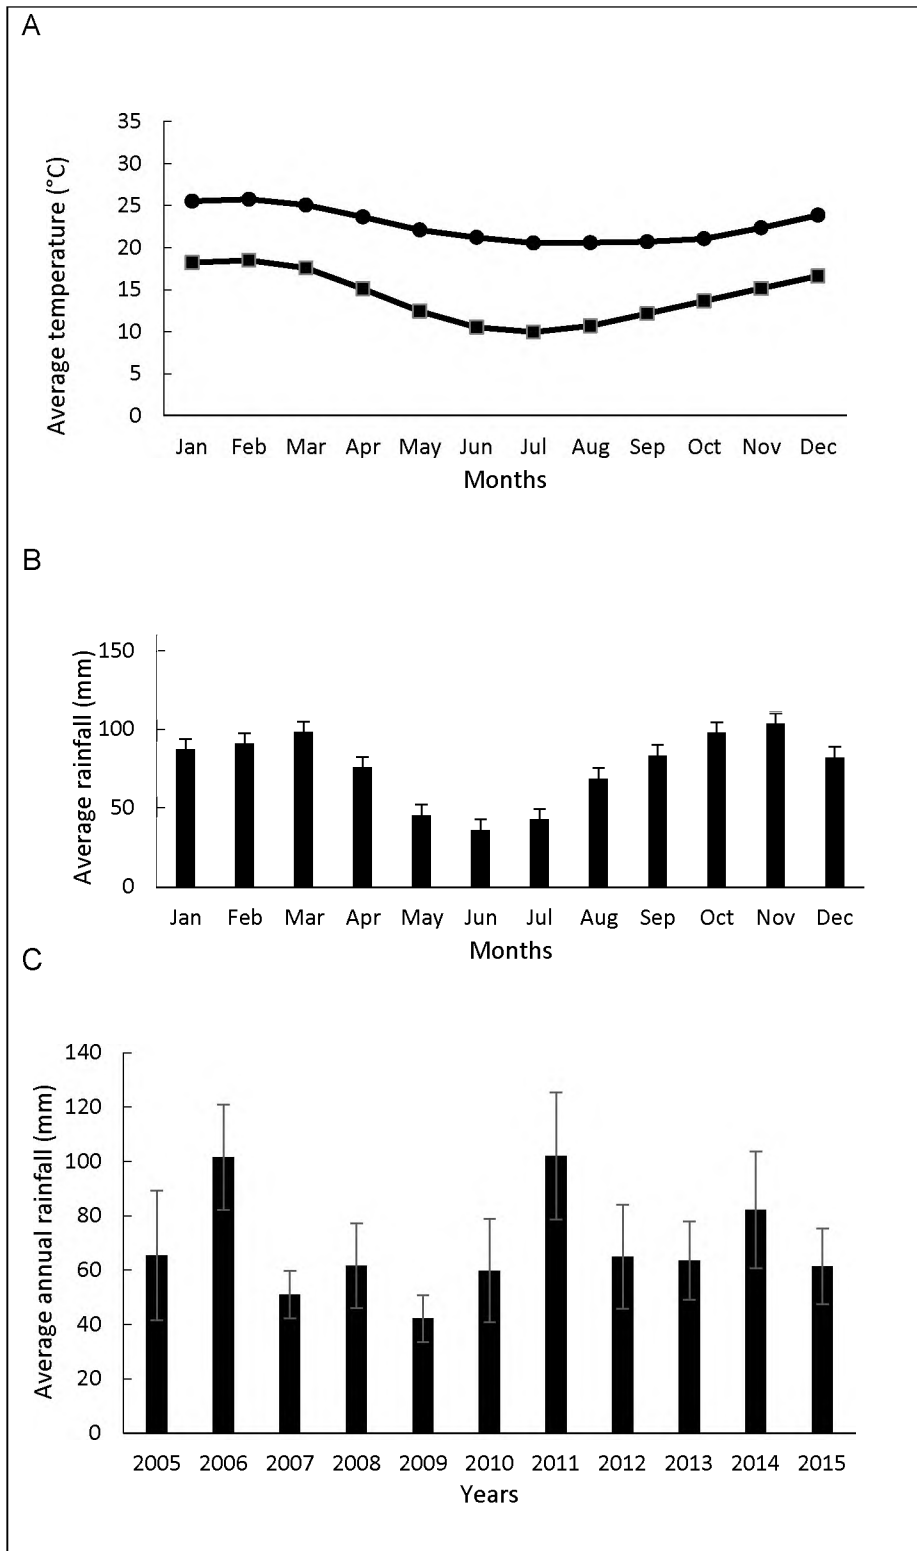 A
Average temperature (°C)
35
30
25
20
15
10
5
0
Jan Feb Mar Apr May Jun Jul Aug Sep Oct Nov Dec
Months
B
Average rainfall (mm)
150
100
50
0
Jan Feb Mar Apr May Jun Jul Aug Sep Oct Nov Dec
Months
C
Average annual rainfall (mm)
140
120
100
80
60
40
20
0
2005 2006 2007 2008 2009 2010 2011 2012 2013 2014 2015
Years